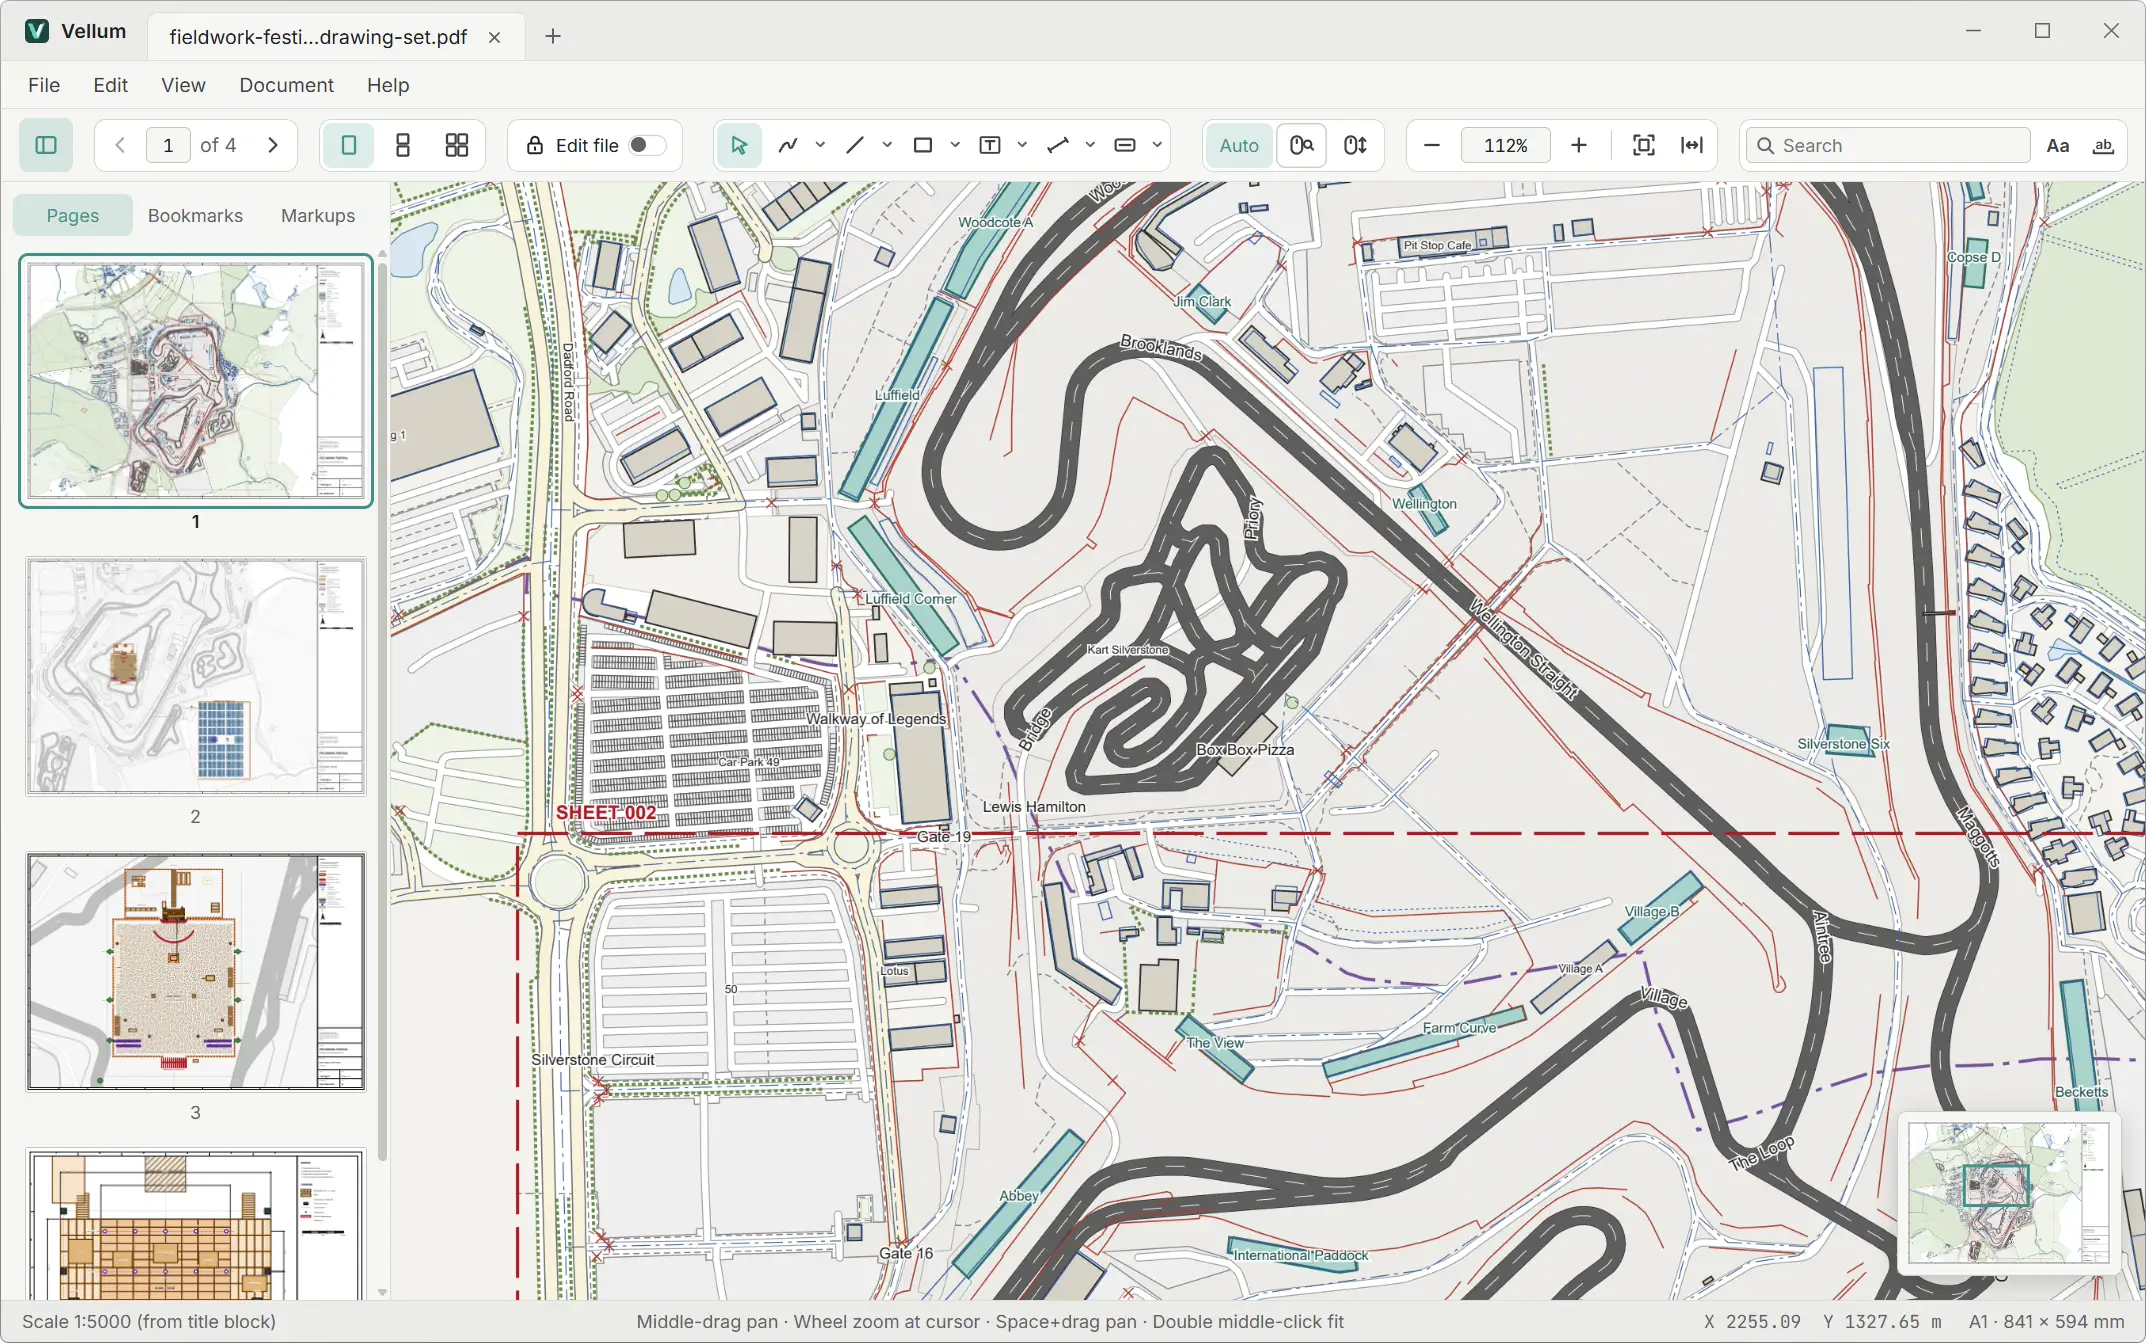 Vellum
fieldwork-festi...drawing-set.pdf
File
Edit
View
Document
Help
1
of 4
Edit file
Auto
112%
Search
Aa
ab
Pages
Bookmarks
Markups
1
2
3
Woodcote A
Pit Stop Cafe
Copse D
Jim Clark
Brooklands
Dadford Road
Luffield
g 1
Wellington
Priory
Luffield Corner
Wellington Straight
Kart Silverstone
Walkway of Legends
Bridge
Box Box Pizza
Silverstone Six
Car Park 49
SHEET 002
Lewis Hamilton
Gate 19
Maggotts
Village B
Aintree
Lotus
Village A
50
Village
Farm Curve
The View
Silverstone Circuit
Becketts
The Loop
Abbey
Gate 16
International Paddock
Scale 1:5000 (from title block)
Middle-drag pan · Wheel zoom at cursor · Space+drag pan · Double middle-click fit
X 2255.09
Y 1327.65 m
A1 · 841 × 594 mm